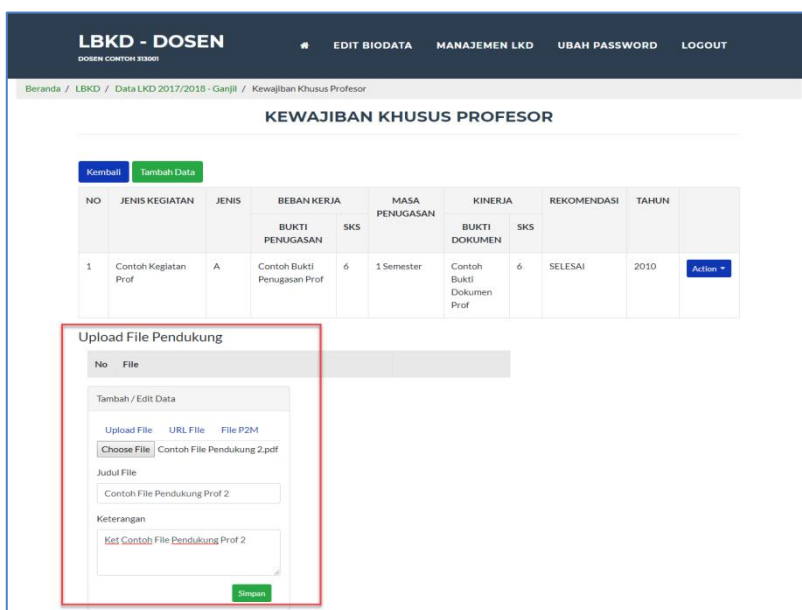 LBKD - DOSEN
DOSEN CONTOH 313001
EDIT BIODATA MANAJEMEN LKD UBAH PASSWORD LOGOUT
Beranda / LBKD / Data LKD 2017/2018 - Ganjil / Kewajiban Khusus Profesor
KEWAJIBAN KHUSUS PROFESOR
Kembali Tambah Data
NO JENIS KEGIATAN JENIS BEBAN KERJA MASA PENUGASAN KINERJA REKOMENDASI TAHUN
BUKTI PENUGASAN SKS BUKTI DOKUMEN SKS
1 Contoh Kegiatan Prof A Contoh Bukti Penugasan Prof 6 1 Semester Contoh Bukti Dokumen Prof 6 SELESAI 2010 Action
Upload File Pendukung
No File
Tambah / Edit Data
Upload File URL FIle File P2M
Choose File Contoh File Pendukung 2.pdf
Judul File
Contoh File Pendukung Prof 2
Keterangan
Ket Contoh File Pendukung Prof 2
Simpan